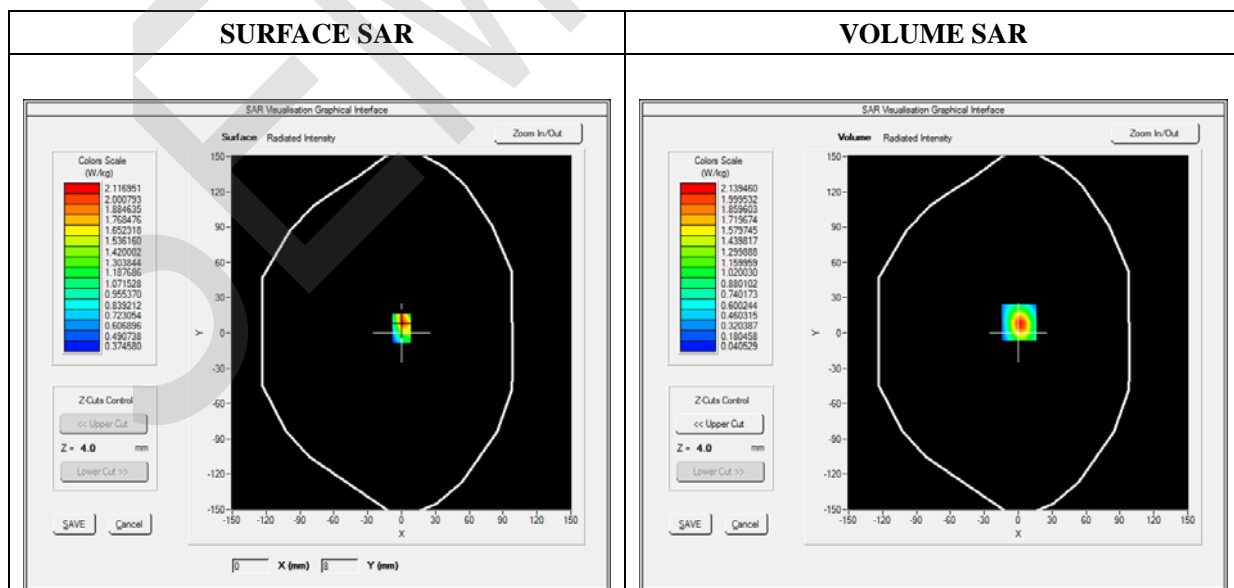 SURFACE SAR
VOLUME SAR
SAR Visualisation Graphical Interface
Surface Radiated Intensity
Zoom In/Out
Colors Scale
(W/kg)
2.116951
2.000793
1.884635
1.768476
1.652318
1.536160
1.420002
1.303844
1.187686
1.071528
0.955370
0.839212
0.723054
0.606896
0.490738
0.374580
Z-Cuts Control
<< Upper Cut
Z = 4.0 mm
Lower Cut >>
SAVE Cancel
150
120
90
60
30
0
-30
-60
-90
-120
-150
Y
-150 -120 -90 -60 -30 0 30 60 90 120 150
X
0 X (mm) 8 Y (mm)
SAR Visualisation Graphical Interface
Volume Radiated Intensity
Zoom In/Out
Colors Scale
(W/kg)
2.139460
1.999532
1.859603
1.719674
1.579745
1.439817
1.299888
1.159959
1.020030
0.880102
0.740173
0.600244
0.460315
0.320387
0.180458
0.040529
Z-Cuts Control
<< Upper Cut
Z = 4.0 mm
Lower Cut >>
SAVE Cancel
150
120
90
60
30
0
-30
-60
-90
-120
-150
Y
-150 -120 -90 -60 -30 0 30 60 90 120 150
X